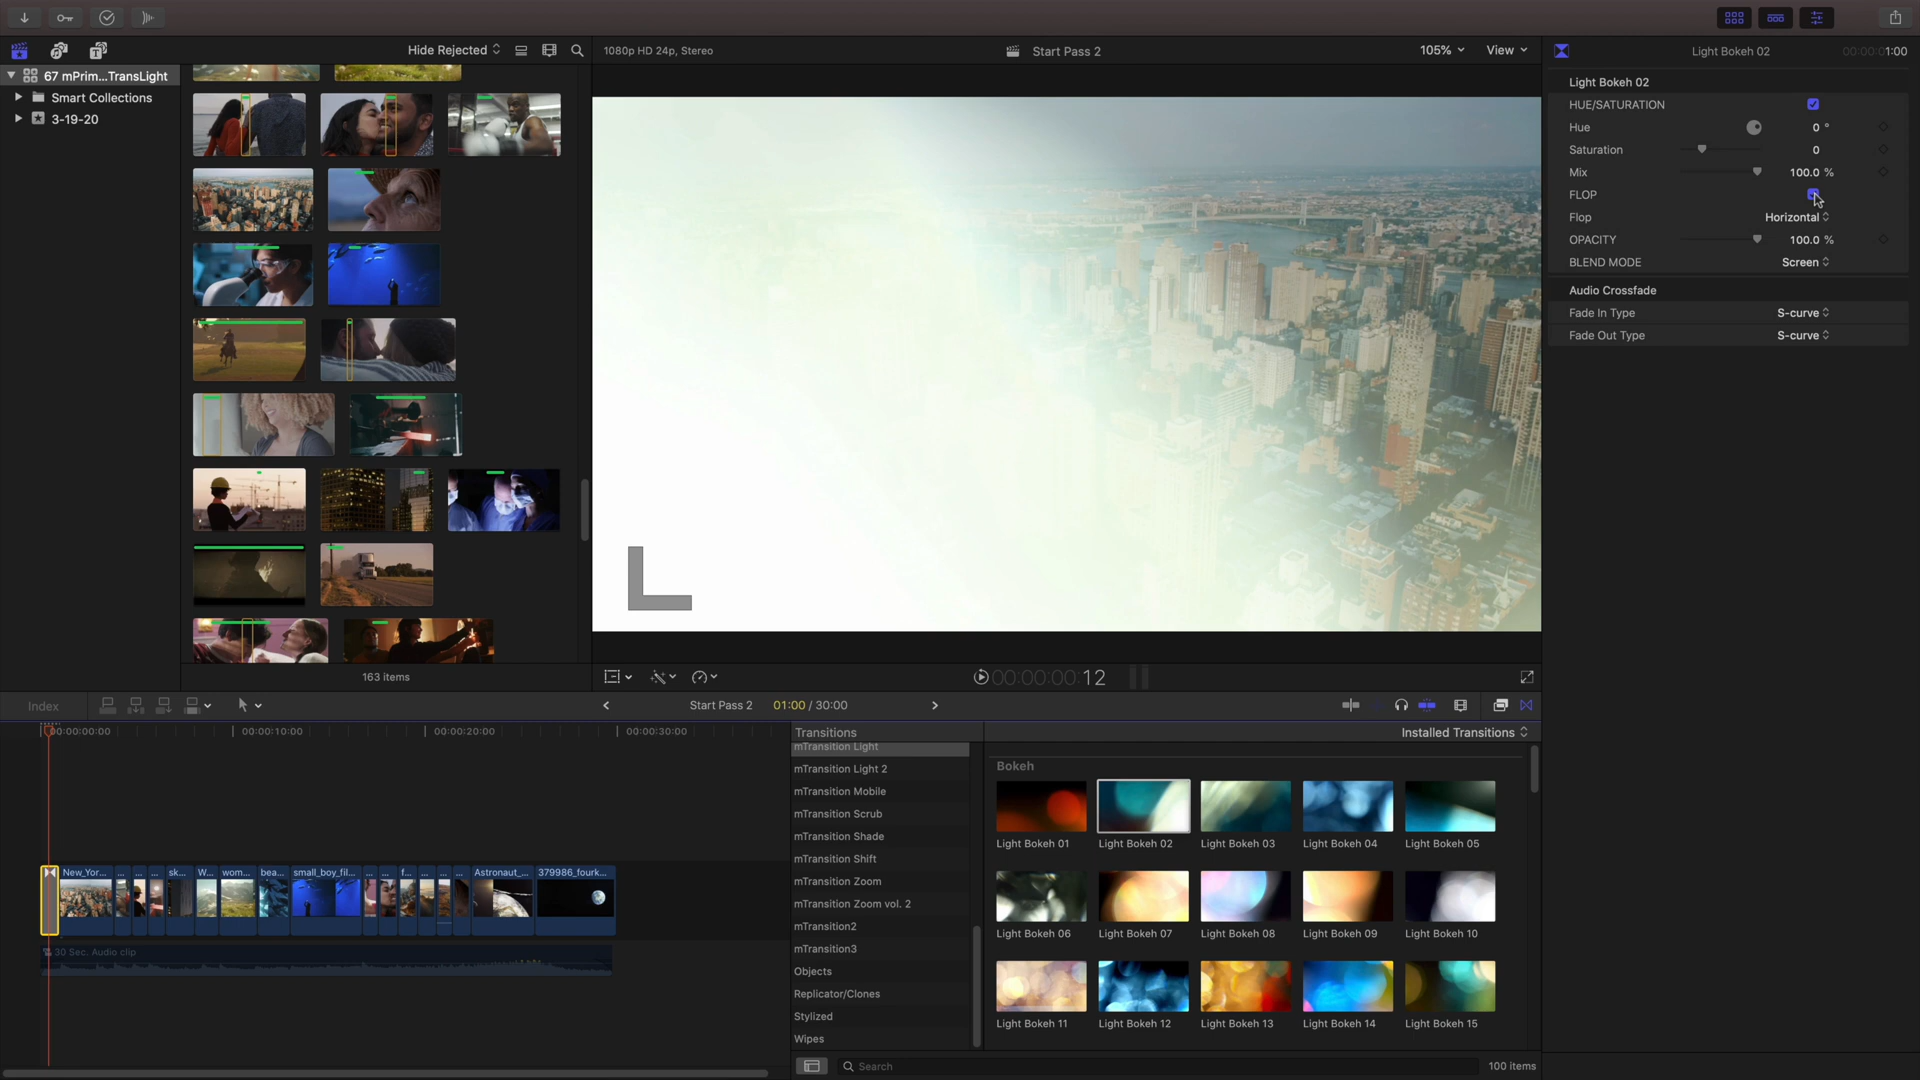 Hide Rejected
1080p HD 24p, Stereo
Start Pass 2
105%
View
Light Bokeh 02
00:00:01:00
67 mPrim...TransLight
Smart Collections
3-19-20
163 items
Light Bokeh 02
HUE/SATURATION
Hue
0 °
Saturation
0
Mix
100.0 %
FLOP
Flop
Horizontal
OPACITY
100.0 %
BLEND MODE
Screen
Audio Crossfade
Fade In Type
S-curve
Fade Out Type
S-curve
00:00:00:12
Index
Start Pass 2
01:00 / 30:00
00:00:00:00
00:00:10:00
00:00:20:00
00:00:30:00
New_Yor...
...
...
...
sk...
W...
wom...
bea...
small_boy_fil...
...
...
f...
...
...
...
Astronaut_...
379986_fourk...
30 Sec. Audio clip
Transitions
mTransition Light
mTransition Light 2
mTransition Mobile
mTransition Scrub
mTransition Shade
mTransition Shift
mTransition Zoom
mTransition Zoom vol. 2
mTransition2
mTransition3
Objects
Replicator/Clones
Stylized
Wipes
Installed Transitions
Bokeh
Light Bokeh 01
Light Bokeh 02
Light Bokeh 03
Light Bokeh 04
Light Bokeh 05
Light Bokeh 06
Light Bokeh 07
Light Bokeh 08
Light Bokeh 09
Light Bokeh 10
Light Bokeh 11
Light Bokeh 12
Light Bokeh 13
Light Bokeh 14
Light Bokeh 15
Search
100 items